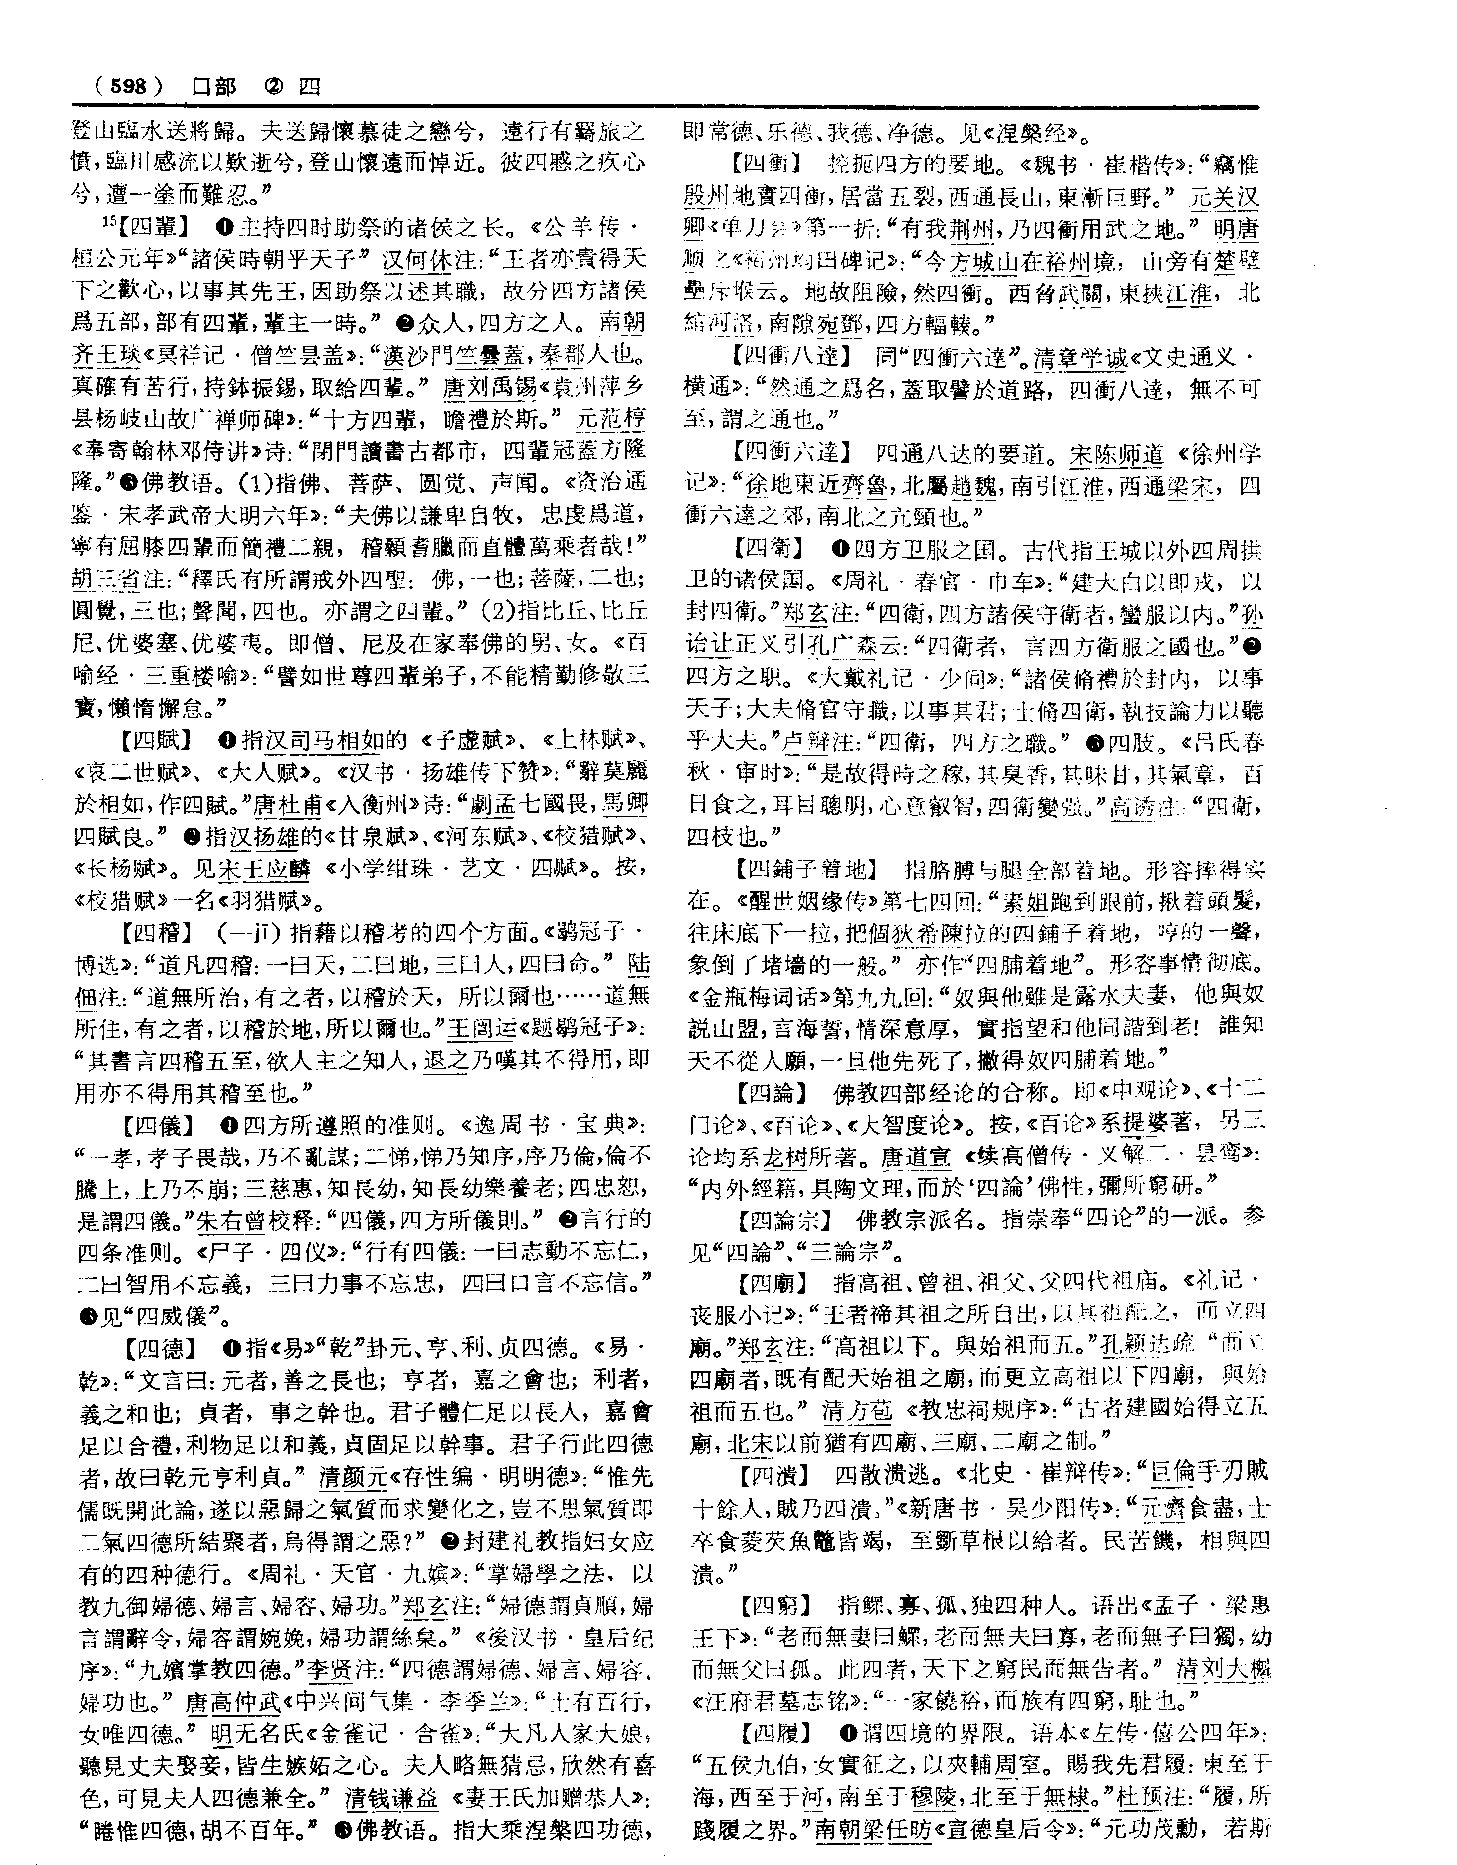 （598） 口部 ② 四
登山臨水送將歸。夫送歸懷慕徒之戀兮，遠行有羇旅之
憤，臨川感流以歎逝兮，登山懷遠而悼近。彼四慼之疚心
兮，遭一塗而難忍。”
15【四輩】 ❶主持四时助祭的诸侯之长。《公羊传·
桓公元年》“諸侯時朝乎天子” 汉何休注：“王者亦貴得天
下之歡心，以事其先王，因助祭以述其職，故分四方諸侯
爲五部，部有四輩，輩主一時。” ❷众人，四方之人。南朝
齐王琰《冥祥记·僧竺昙盖》：“漢沙門竺曇蓋，秦郡人也。
真確有苦行，持鉢振錫，取給四輩。” 唐刘禹锡《袁州萍乡
县杨岐山故广禅师碑》：“十方四輩，瞻禮於斯。” 元范梈
《奉寄翰林邓侍讲》诗：“閉門讀書古都市，四輩冠蓋方隆
隆。”❸佛教语。(1)指佛、菩萨、圆觉、声闻。《资治通
鉴·宋孝武帝大明六年》：“夫佛以謙卑自牧，忠虔爲道，
寧有屈膝四輩而簡禮二親，稽顙耆臘而直體萬乘者哉！”
胡三省注：“釋氏有所謂戒外四聖：佛，一也；菩薩，二也；
圓覺，三也；聲聞，四也。亦謂之四輩。” (2)指比丘、比丘
尼、优婆塞、优婆夷。即僧、尼及在家奉佛的男、女。《百
喻经·三重楼喻》：“譬如世尊四輩弟子，不能精勤修敬三
寶，懶惰懈怠。”
【四賦】 ❶指汉司马相如的《子虚赋》、《上林赋》、
《哀二世赋》、《大人赋》。《汉书·扬雄传下赞》：“辭莫麗
於相如，作四賦。”唐杜甫《入衡州》诗：“劇孟七國畏，馬卿
四賦良。” ❷指汉扬雄的《甘泉赋》、《河东赋》、《校猎赋》、
《长杨赋》。见宋王应麟《小学绀珠·艺文·四赋》。按，
《校猎赋》一名《羽猎赋》。
【四稽】 (—jī) 指藉以稽考的四个方面。《鹖冠子·
博选》：“道凡四稽：一曰天，二曰地，三曰人，四曰命。” 陆
佃注：“道無所治，有之者，以稽於天，所以爾也……道無
所住，有之者，以稽於地，所以爾也。”王闿运《题鹖冠子》：
“其書言四稽五至，欲人主之知人，退之乃嘆其不得用，即
用亦不得用其稽至也。”
【四儀】 ❶四方所遵照的准则。《逸周书·宝典》：
“一孝，孝子畏哉，乃不亂謀；二悌，悌乃知序，序乃倫，倫不
騰上，上乃不崩；三慈惠，知長幼，知長幼樂養老；四忠恕，
是謂四儀。”朱右曾校释：“四儀，四方所儀則。” ❷言行的
四条准则。《尸子·四仪》：“行有四儀：一曰志動不忘仁，
二曰智用不忘義，三曰力事不忘忠，四曰口言不忘信。”
❸见“四威儀”。
【四德】 ❶指《易》“乾”卦元、亨、利、贞四德。《易·
乾》：“文言曰：元者，善之長也；亨者，嘉之會也；利者，
義之和也；貞者，事之幹也。君子體仁足以長人，嘉會
足以合禮，利物足以和義，貞固足以幹事。君子行此四德
者，故曰乾元亨利貞。” 清颜元《存性编·明明德》：“惟先
儒既開此論，遂以惡歸之氣質而求變化之，豈不思氣質即
二氣四德所結聚者，烏得謂之惡？” ❷封建礼教指妇女应
有的四种德行。《周礼·天官·九嫔》：“掌婦學之法，以
教九御婦德、婦言、婦容、婦功。”郑玄注：“婦德謂貞順，婦
言謂辭令，婦容謂婉娩，婦功謂絲枲。” 《後汉书·皇后纪
序》：“九嬪掌教四德。”李贤注：“四德謂婦德、婦言、婦容、
婦功也。” 唐高仲武《中兴间气集·李季兰》：“士有百行，
女唯四德。” 明无名氏《金雀记·合雀》：“大凡人家大娘，
聽見丈夫娶妾，皆生嫉妬之心。夫人略無猜忌，欣然有喜
色，可見夫人四德兼全。” 清钱谦益《妻王氏加赠恭人》：
“睠惟四德，胡不百年。” ❸佛教语。指大乘涅槃四功德，
即常德、乐德、我德、净德。见《涅槃经》。
【四衝】 控扼四方的要地。《魏书·崔楷传》：“竊惟
殷州地實四衝，居當五裂，西通長山，東漸巨野。” 元关汉
卿《单刀会》第一折：“有我荆州，乃四衝用武之地。” 明唐
顺之《裕州均田碑记》：“今方城山在裕州境，山旁有楚壁
壘斥堠云。地故阻險，然四衝。西脅武關，東挾江淮，北
綰河洛，南隙宛鄧，四方輻輳。”
【四衝八達】 同“四衝六達”。清章学诚《文史通义·
横通》：“然通之爲名，蓋取譬於道路，四衝八達，無不可
至，謂之通也。”
【四衝六達】 四通八达的要道。宋陈师道《徐州学
记》：“徐地東近齊魯，北屬趙魏，南引江淮，西通梁宋，四
衝六達之郊，南北之亢頸也。”
【四衛】 ❶四方卫服之国。古代指王城以外四周拱
卫的诸侯国。《周礼·春官·巾车》：“建大白以即戎，以
封四衛。”郑玄注：“四衛，四方諸侯守衛者，蠻服以内。”孙
诒让正义引孔广森云：“四衛者，言四方衛服之國也。”❷
四方之职。《大戴礼记·少间》：“諸侯脩禮於封内，以事
天子；大夫脩官守職，以事其君；士脩四衛，執技論力以聽
乎大夫。”卢辩注：“四衛，四方之職。” ❸四肢。《吕氏春
秋·审时》：“是故得時之稼，其臭香，其味甘，其氣章，百
日食之，耳目聰明，心意叡智，四衛變强。”高诱注：“四衛，
四枝也。”
【四鋪子着地】 指胳膊与腿全部着地。形容摔得实
在。《醒世姻缘传》第七四回：“素姐跑到跟前，揪着頭髮，
往床底下一拉，把個狄希陳拉的四鋪子着地，哼的一聲，
象倒了堵墻的一般。” 亦作“四脯着地”。形容事情彻底。
《金瓶梅词话》第九九回：“奴與他雖是露水夫妻，他與奴
説山盟，言海誓，情深意厚，實指望和他同諧到老！誰知
天不從人願，一旦他先死了，撇得奴四脯着地。”
【四論】 佛教四部经论的合称。即《中观论》、《十二
门论》、《百论》、《大智度论》。按，《百论》系提婆著，另三
论均系龙树所著。唐道宣《续高僧传·义解二·昙鸾》：
“内外經籍，具陶文理，而於‘四論’佛性，彌所窮研。”
【四論宗】 佛教宗派名。指崇奉“四论”的一派。参
见“四論”、“三論宗”。
【四廟】 指高祖、曾祖、祖父、父四代祖庙。《礼记·
丧服小记》：“王者禘其祖之所自出，以其祖配之，而立四
廟。”郑玄注：“高祖以下。與始祖而五。”孔颖达疏：“而立
四廟者，既有配天始祖之廟，而更立高祖以下四廟，與始
祖而五也。” 清方苞《教忠祠规序》：“古者建國始得立五
廟，北宋以前猶有四廟、三廟、二廟之制。”
【四潰】 四散溃逃。《北史·崔辩传》：“巨倫手刃賊
十餘人，賊乃四潰。”《新唐书·吴少阳传》：“元濟食盡，士
卒食菱芡魚鼈皆竭，至斷草根以給者。民苦饑，相與四
潰。”
【四窮】 指鳏、寡、孤、独四种人。语出《孟子·梁惠
王下》：“老而無妻曰鰥，老而無夫曰寡，老而無子曰獨，幼
而無父曰孤。此四者，天下之窮民而無告者。” 清刘大櫆
《汪府君墓志铭》：“一家饒裕，而族有四窮，耻也。”
【四履】 ❶谓四境的界限。语本《左传·僖公四年》：
“五侯九伯，女實征之，以夾輔周室。賜我先君履：東至于
海，西至于河，南至于穆陵，北至于無棣。”杜预注：“履，所
踐履之界。”南朝梁任昉《宣德皇后令》：“元功茂勳，若斯